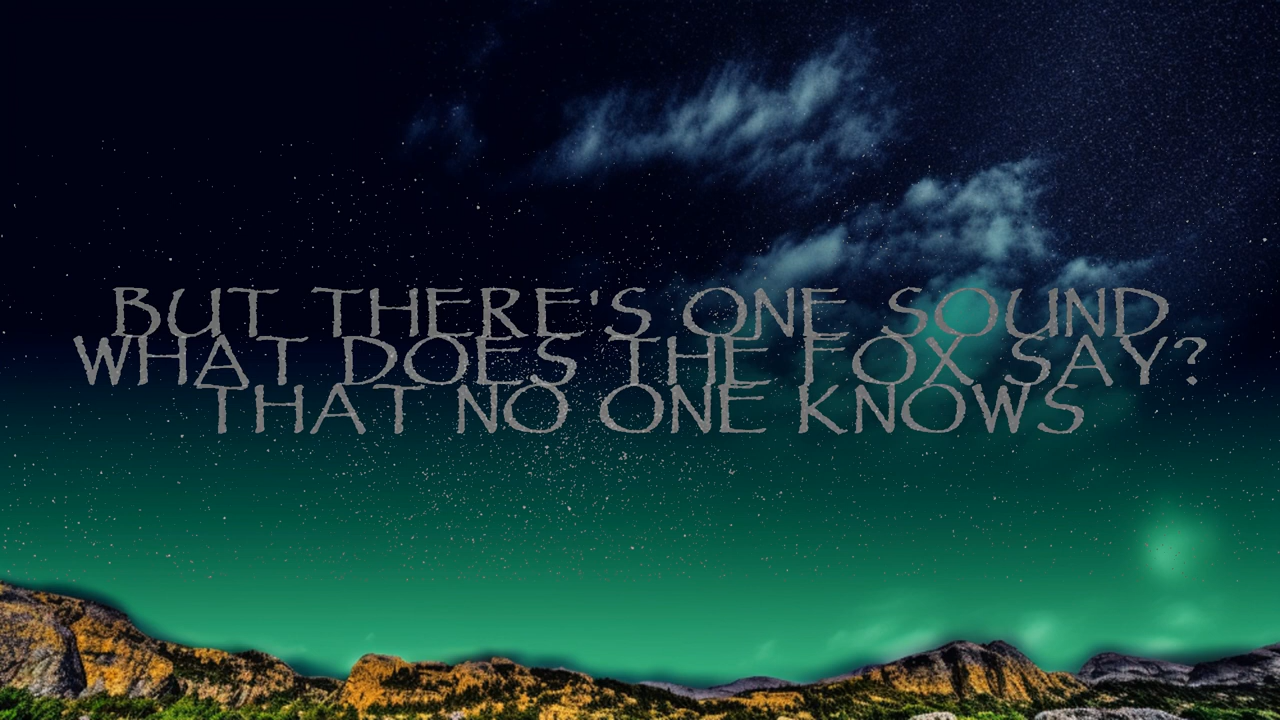 BUT THERE'S ONE SOUND
WHAT DOES THE FOX SAY?
THAT NO ONE KNOWS